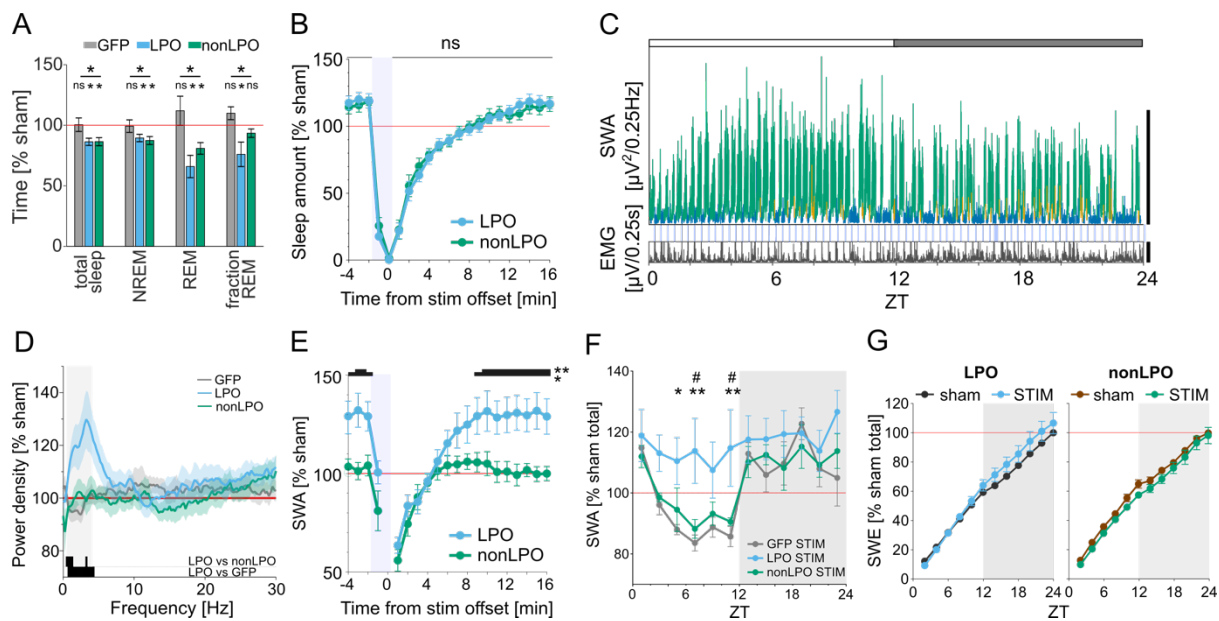 A
GFP LPO nonLPO
* * * *
ns ** ns ** ns ** ns * ns
Time [% sham]
150
100
50
0
total sleep
NREM
REM
fraction REM
B
ns
Sleep amount [% sham]
150
120
90
60
30
0
LPO
nonLPO
-4 0 4 8 12 16
Time from stim offset [min]
C
SWA
[µV²/0.25Hz]
EMG
[µV/0.25s]
0 6 12 18 24
ZT
D
GFP
LPO
nonLPO
Power density [% sham]
140
120
100
80
LPO vs nonLPO
LPO vs GFP
0 10 20 30
Frequency [Hz]
E
**
*
SWA [% sham]
150
100
50
0
LPO
nonLPO
-4 0 4 8 12 16
Time from stim offset [min]
F
# #
* ** **
SWA [% sham total]
140
120
100
80
GFP STIM
LPO STIM
nonLPO STIM
0 6 12 18 24
ZT
G
LPO nonLPO
sham STIM sham STIM
SWE [% sham total]
120
100
80
60
40
20
0
0 6 12 18 24 0 6 12 18 24
ZT